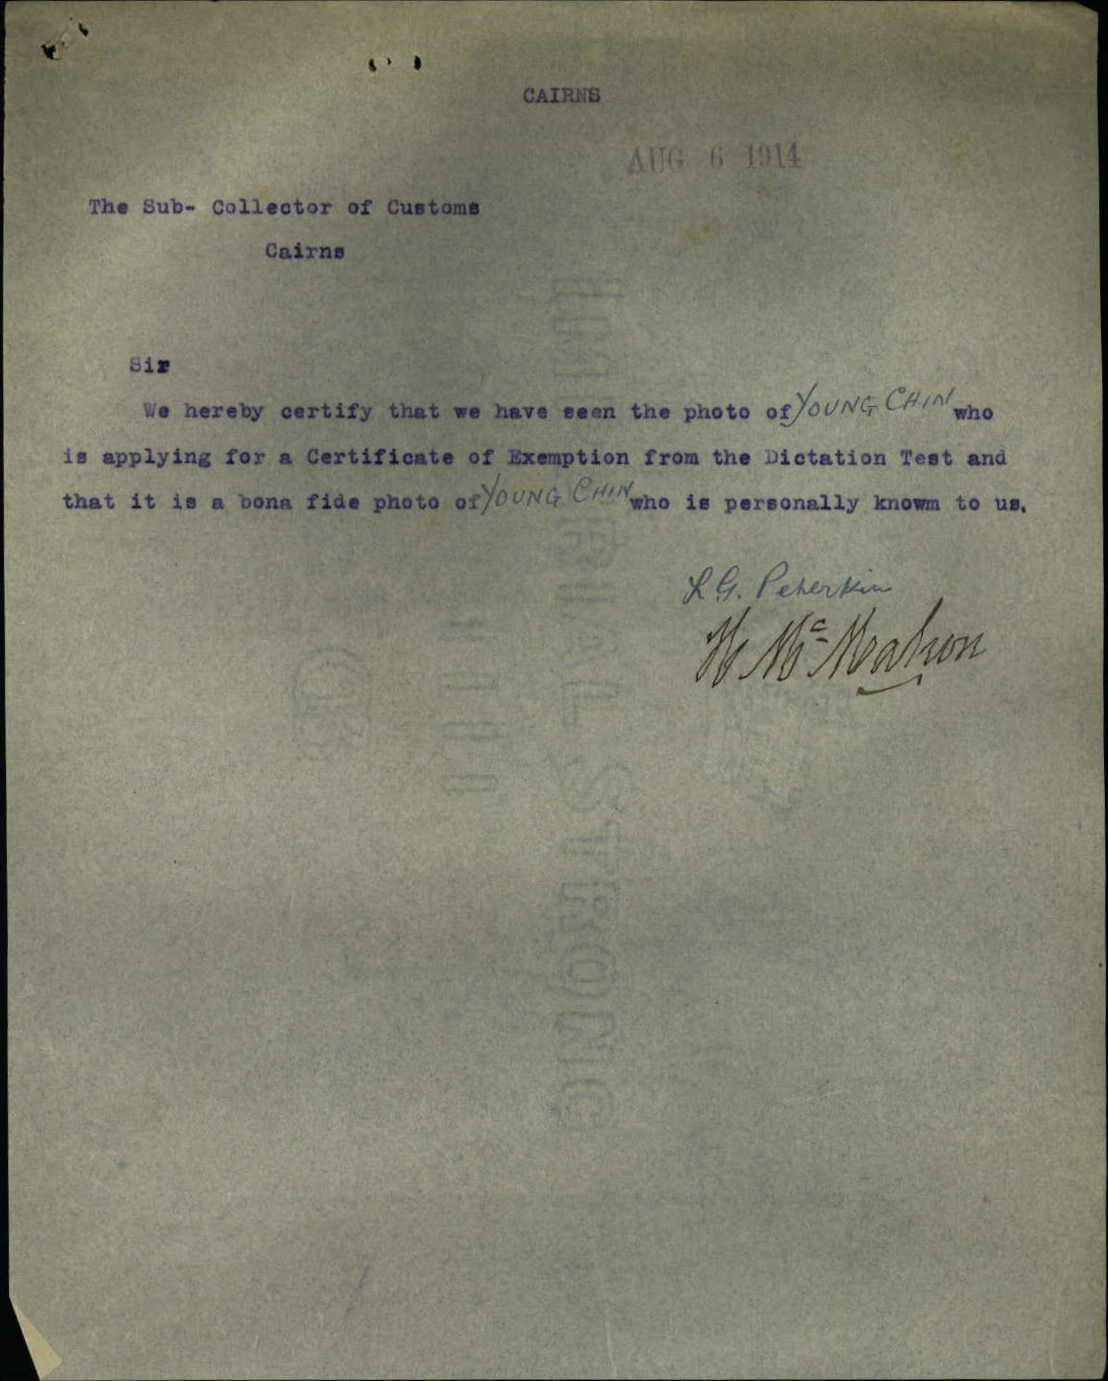 CAIRNS
AUG 6 1914
The Sub- Collector of Customs
Cairns
Sir
We hereby certify that we have seen the photo of YOUNG CHIN who
is applying for a Certificate of Exemption from the Dictation Test and
that it is a bona fide photo of YOUNG CHIN who is personally knowm to us.
L G. Peterkin
H McMahon
STRONG